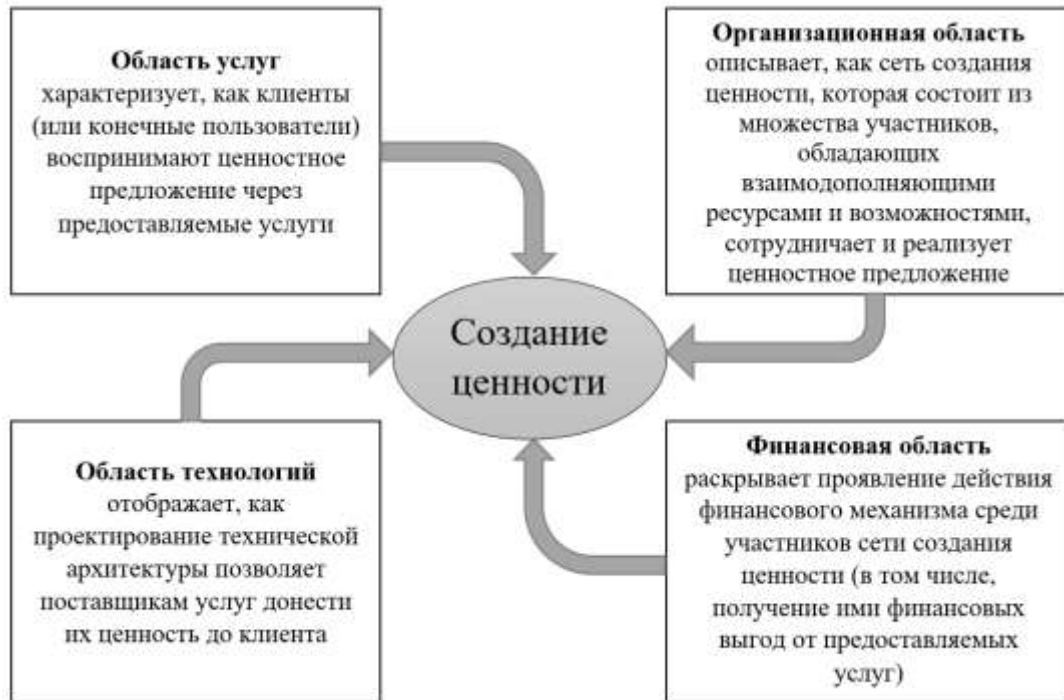 Область услуг
характеризует, как клиенты
(или конечные пользователи)
воспринимают ценностное
предложение через
предоставляемые услуги
Организационная область
описывает, как сеть создания
ценности, которая состоит из
множества участников,
обладающих
взаимодополняющими
ресурсами и возможностями,
сотрудничает и реализует
ценностное предложение
Создание
ценности
Область технологий
отображает, как
проектирование технической
архитектуры позволяет
поставщикам услуг донести
их ценность до клиента
Финансовая область
раскрывает проявление действия
финансового механизма среди
участников сети создания
ценности (в том числе,
получение ими финансовых
выгод от предоставляемых
услуг)